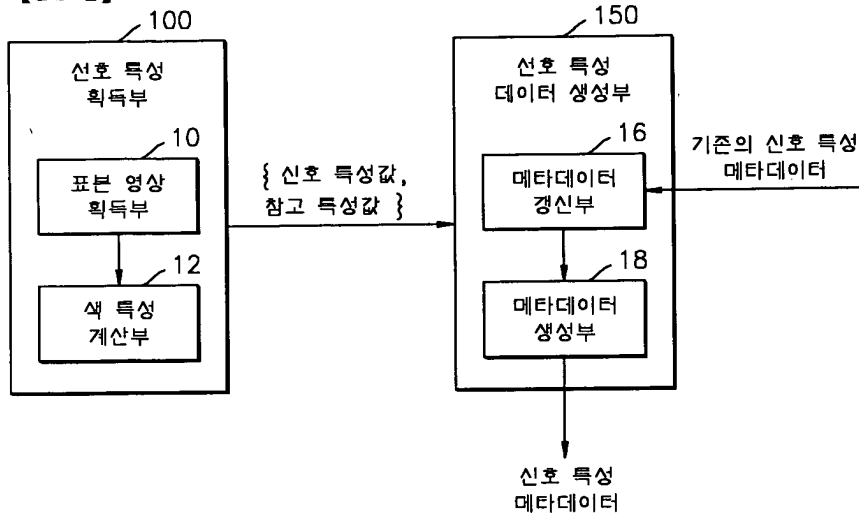 100
선호 특성
획득부
10
표본 영상
획득부
12
색 특성
계산부
{ 신호 특성값,
참고 특성값 }
150
선호 특성
데이터 생성부
16
메타데이터
갱신부
18
메타데이터
생성부
기존의 신호 특성
메타데이터
신호 특성
메타데이터